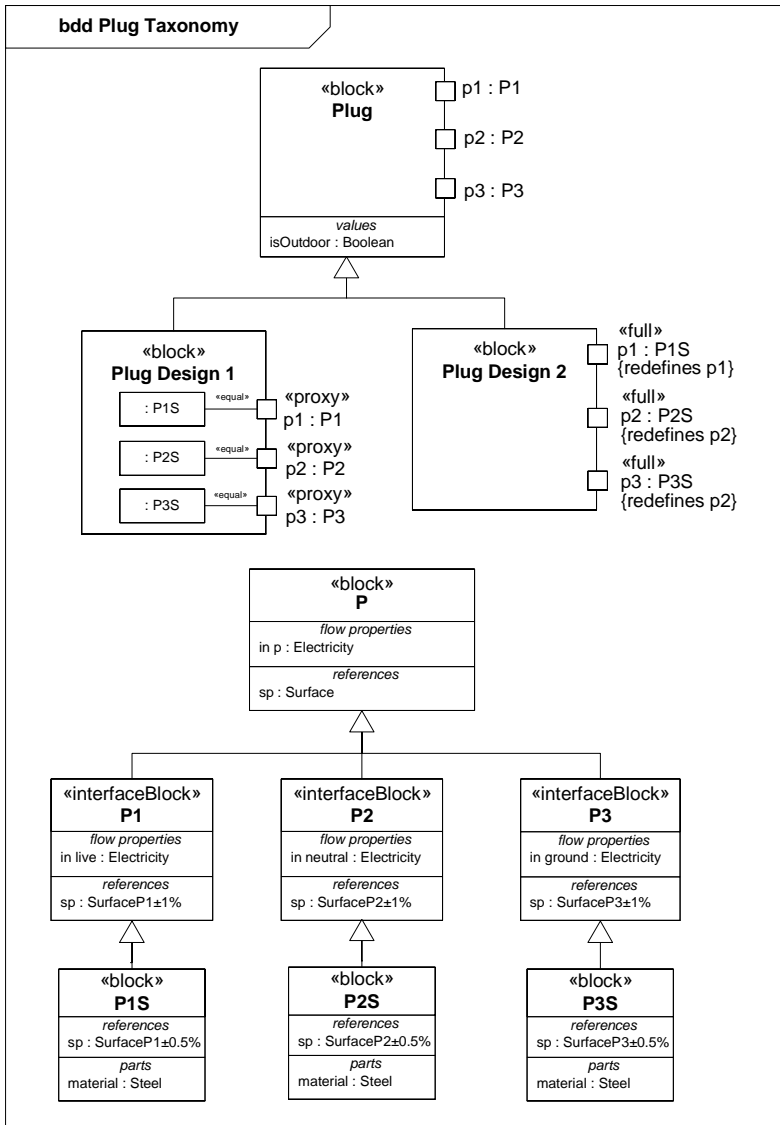 bdd Plug Taxonomy
«block»
Plug
p1 : P1
p2 : P2
p3 : P3
values
isOutdoor : Boolean
«block»
Plug Design 1
: P1S
«equal»
«proxy»
p1 : P1
: P2S
«equal»
«proxy»
p2 : P2
: P3S
«equal»
«proxy»
p3 : P3
«block»
Plug Design 2
«full»
p1 : P1S
{redefines p1}
«full»
p2 : P2S
{redefines p2}
«full»
p3 : P3S
{redefines p2}
«block»
P
flow properties
in p : Electricity
references
sp : Surface
«interfaceBlock»
P1
flow properties
in live : Electricity
references
sp : SurfaceP1±1%
«interfaceBlock»
P2
flow properties
in neutral : Electricity
references
sp : SurfaceP2±1%
«interfaceBlock»
P3
flow properties
in ground : Electricity
references
sp : SurfaceP3±1%
«block»
P1S
references
sp : SurfaceP1±0.5%
parts
material : Steel
«block»
P2S
references
sp : SurfaceP2±0.5%
parts
material : Steel
«block»
P3S
references
sp : SurfaceP3±0.5%
parts
material : Steel